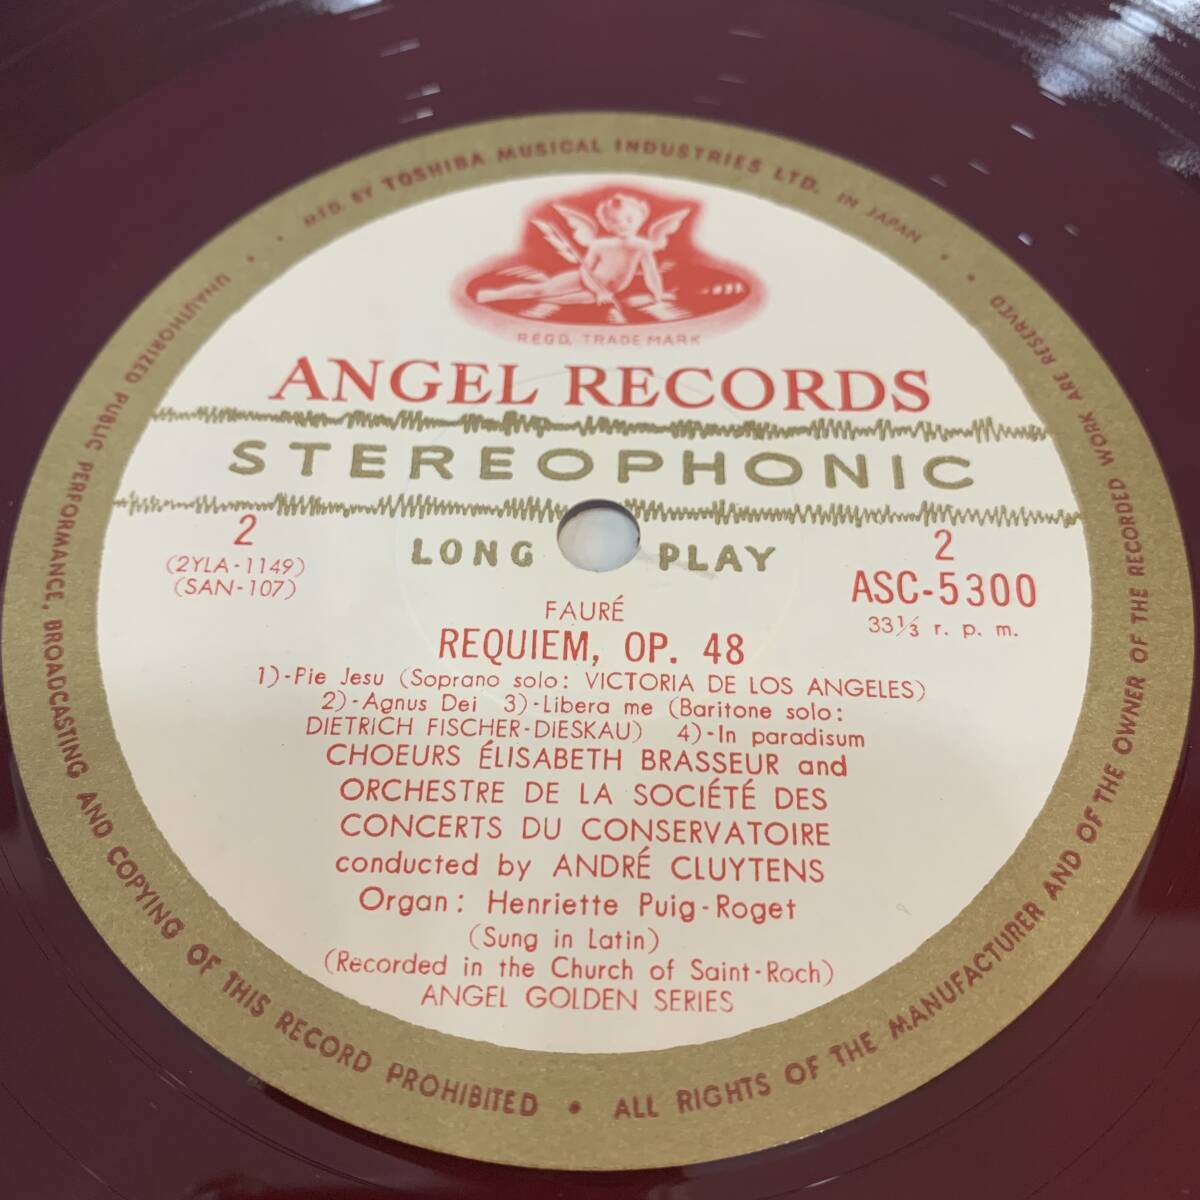 MFD. BY TOSHIBA MUSICAL INDUSTRIES LTD. IN JAPAN
REGD. TRADE MARK
ANGEL RECORDS
STEREOPHONIC
LONG PLAY
2
(2YLA-1149)
(SAN-107)
2
ASC-5300
33⅓ r. p. m.
FAURÉ
REQUIEM, OP. 48
1)-Pie Jesu (Soprano solo: VICTORIA DE LOS ANGELES)
2)-Agnus Dei 3)-Libera me (Baritone solo:
DIETRICH FISCHER-DiESKAU) 4)-In paradisum
CHOEURS ÉLISABETH BRASSEUR and
ORCHESTRE DE LA SOCIÉTÉ DES
CONCERTS DU CONSERVATOIRE
conducted by ANDRÉ CLUYTENS
Organ: Henriette Puig-Roget
(Sung in Latin)
(Recorded in the Church of Saint-Roch)
ANGEL GOLDEN SERIES
ALL RIGHTS OF THE MANUFACTURER AND OF THE OWNER OF THE RECORDED WORK ARE RESERVED
UNAUTHORIZED PUBLIC PERFORMANCE, BROADCASTING AND COPYING OF THIS RECORD PROHIBITED